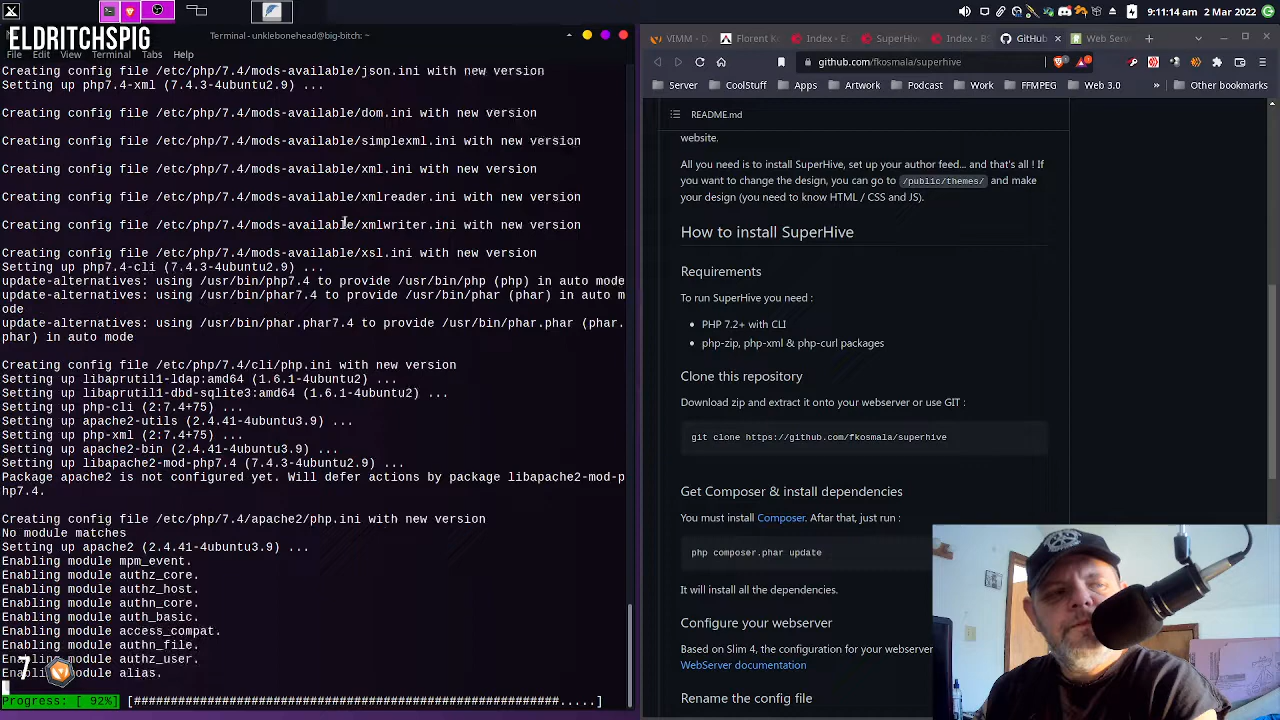 9:11:14 am 2 Mar 2022
ELDRITCHSPIG
Terminal - unklebonehead@big-bitch: ~
File Edit View Terminal Tabs Help
Creating config file /etc/php/7.4/mods-available/json.ini with new version
Setting up php7.4-xml (7.4.3-4ubuntu2.9) ...
Creating config file /etc/php/7.4/mods-available/dom.ini with new version
Creating config file /etc/php/7.4/mods-available/simplexml.ini with new version
Creating config file /etc/php/7.4/mods-available/xml.ini with new version
Creating config file /etc/php/7.4/mods-available/xmlreader.ini with new version
Creating config file /etc/php/7.4/mods-available/xmlwriter.ini with new version
Creating config file /etc/php/7.4/mods-available/xsl.ini with new version
Setting up php7.4-cli (7.4.3-4ubuntu2.9) ...
update-alternatives: using /usr/bin/php7.4 to provide /usr/bin/php (php) in auto mode
update-alternatives: using /usr/bin/phar7.4 to provide /usr/bin/phar (phar) in auto m
ode
update-alternatives: using /usr/bin/phar.phar7.4 to provide /usr/bin/phar.phar (phar.
phar) in auto mode
Creating config file /etc/php/7.4/cli/php.ini with new version
Setting up libaprutil1-ldap:amd64 (1.6.1-4ubuntu2) ...
Setting up libaprutil1-dbd-sqlite3:amd64 (1.6.1-4ubuntu2) ...
Setting up php-cli (2:7.4+75) ...
Setting up apache2-utils (2.4.41-4ubuntu3.9) ...
Setting up php-xml (2:7.4+75) ...
Setting up apache2-bin (2.4.41-4ubuntu3.9) ...
Setting up libapache2-mod-php7.4 (7.4.3-4ubuntu2.9) ...
Package apache2 is not configured yet. Will defer actions by package libapache2-mod-p
hp7.4.
Creating config file /etc/php/7.4/apache2/php.ini with new version
No module matches
Setting up apache2 (2.4.41-4ubuntu3.9) ...
Enabling module mpm_event.
Enabling module authz_core.
Enabling module authz_host.
Enabling module authn_core.
Enabling module auth_basic.
Enabling module access_compat.
Enabling module authn_file.
Enabling module authz_user.
Enabling module alias.
7
Progress: [ 92%] [##########################################################.....]
VIMM - D Florent K Index - SuperHive Index - BS GitHub Web Serv
github.com/fkosmala/superhive
Server CoolStuff Apps Artwork Podcast Work FFMPEG Web 3.0 >> Other bookmarks
README.md
website.
All you need is to install SuperHive, set up your author feed... and that's all ! If
you want to change the design, you can go to /public/themes/ and make
your design (you need to know HTML / CSS and JS).
How to install SuperHive
Requirements
To run SuperHive you need :
PHP 7.2+ with CLI
php-zip, php-xml & php-curl packages
Clone this repository
Download zip and extract it onto your webserver or use GIT :
git clone https://github.com/fkosmala/superhive
Get Composer & install dependencies
You must install Composer. Aftar that, just run :
php composer.phar update
It will install all the dependencies.
Configure your webserver
Based on Slim 4, the configuration for your webserver
WebServer documentation
Rename the config file